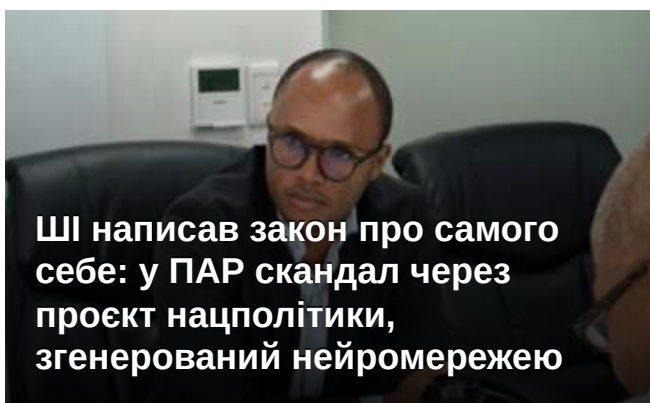 ШІ написав закон про самого
себе: у ПАР скандал через
проєкт нацполітики,
згенерований нейромережею